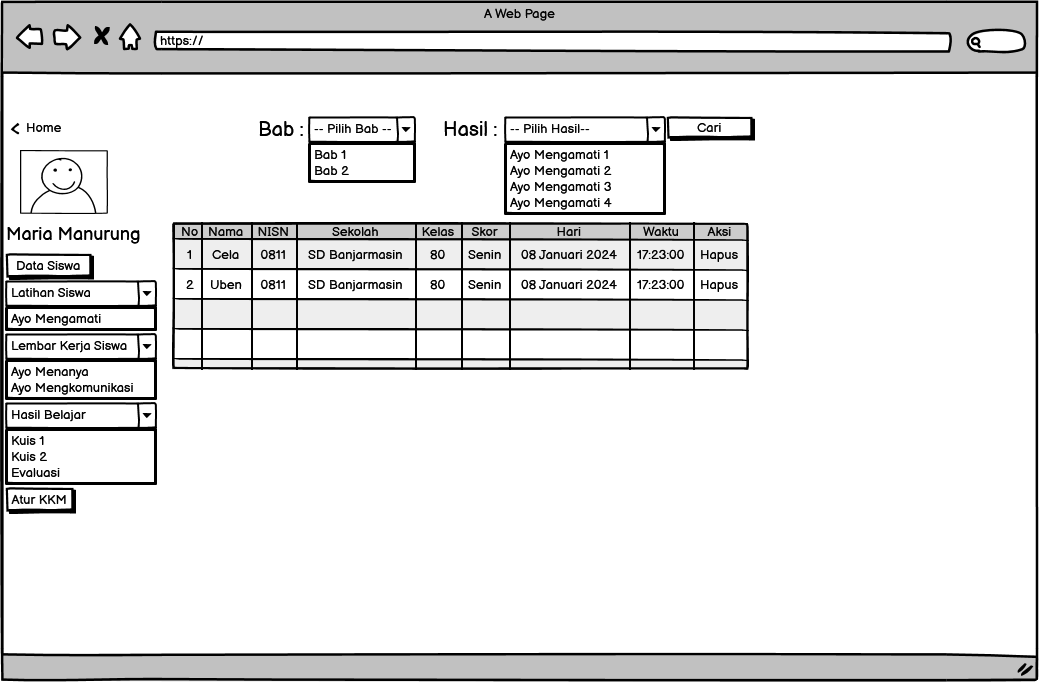 A Web Page
https://
Home
Bab : -- Pilih Bab -- Hasil : -- Pilih Hasil-- Cari
Bab 1
Bab 2
Ayo Mengamati 1
Ayo Mengamati 2
Ayo Mengamati 3
Ayo Mengamati 4
Maria Manurung
Data Siswa
Latihan Siswa
Ayo Mengamati
Lembar Kerja Siswa
Ayo Menanya
Ayo Mengkomunikasi
Hasil Belajar
Kuis 1
Kuis 2
Evaluasi
Atur KKM
No Nama NISN Sekolah Kelas Skor Hari Waktu Aksi
1 Cela 0811 SD Banjarmasin 80 Senin 08 Januari 2024 17:23:00 Hapus
2 Uben 0811 SD Banjarmasin 80 Senin 08 Januari 2024 17:23:00 Hapus